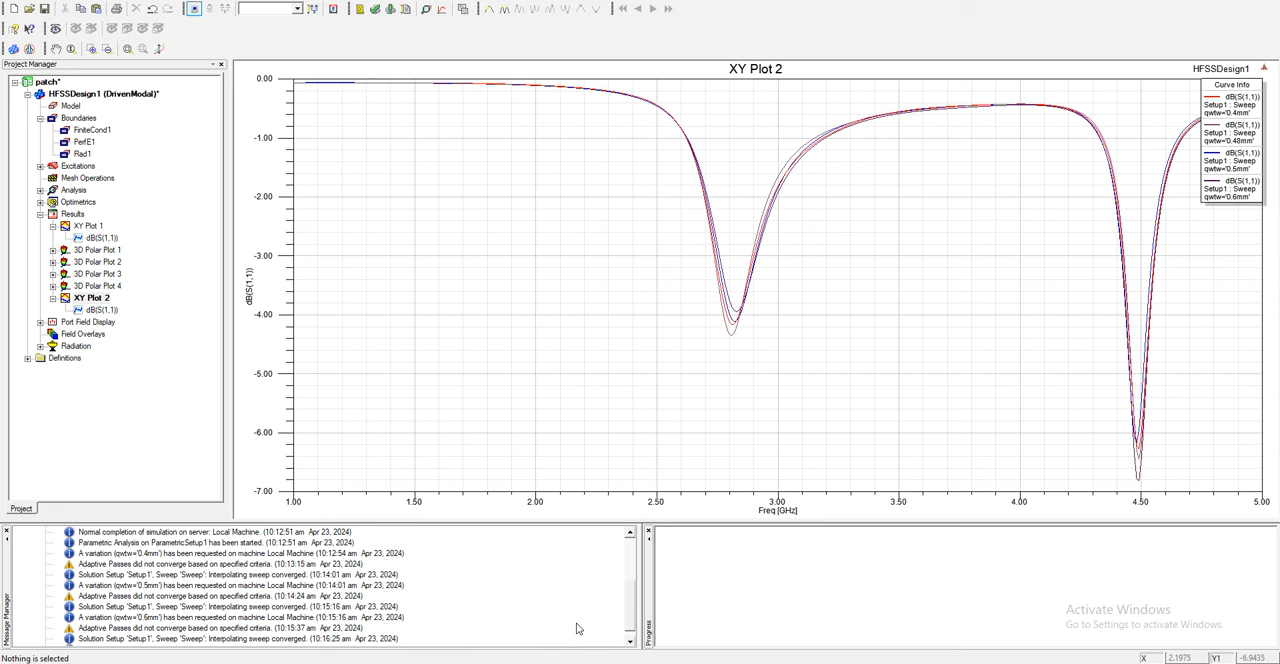 Project Manager
patch*
HFSSDesign1 (DrivenModal)*
Model
Boundaries
FiniteCond1
PerfE1
Rad1
Excitations
Mesh Operations
Analysis
Optimetrics
Results
XY Plot 1
dB(S(1,1))
3D Polar Plot 1
3D Polar Plot 2
3D Polar Plot 3
3D Polar Plot 4
XY Plot 2
dB(S(1,1))
Port Field Display
Field Overlays
Radiation
Definitions
Project
XY Plot 2
HFSSDesign1
Curve Info
dB(S(1,1))
Setup1 : Sweep
qwtw='0.4mm'
dB(S(1,1))
Setup1 : Sweep
qwtw='0.48mm'
dB(S(1,1))
Setup1 : Sweep
qwtw='0.5mm'
dB(S(1,1))
Setup1 : Sweep
qwtw='0.6mm'
dB(S(1,1))
0.00
-1.00
-2.00
-3.00
-4.00
-5.00
-6.00
-7.00
1.00 1.50 2.00 2.50 3.00 3.50 4.00 4.50 5.00
Freq [GHz]
Message Manager
Normal completion of simulation on server: Local Machine. (10:12:51 am Apr 23, 2024)
Parametric Analysis on ParametricSetup1 has been started. (10:12:51 am Apr 23, 2024)
A variation (qwtw='0.4mm') has been requested on machine Local Machine (10:12:54 am Apr 23, 2024)
Adaptive Passes did not converge based on specified criteria. (10:13:15 am Apr 23, 2024)
Solution Setup 'Setup1', Sweep 'Sweep': Interpolating sweep converged. (10:14:01 am Apr 23, 2024)
A variation (qwtw='0.5mm') has been requested on machine Local Machine (10:14:01 am Apr 23, 2024)
Adaptive Passes did not converge based on specified criteria. (10:14:24 am Apr 23, 2024)
Solution Setup 'Setup1', Sweep 'Sweep': Interpolating sweep converged. (10:15:16 am Apr 23, 2024)
A variation (qwtw='0.6mm') has been requested on machine Local Machine (10:15:16 am Apr 23, 2024)
Adaptive Passes did not converge based on specified criteria. (10:15:37 am Apr 23, 2024)
Solution Setup 'Setup1', Sweep 'Sweep': Interpolating sweep converged. (10:16:25 am Apr 23, 2024)
Progress
Activate Windows
Go to Settings to activate Windows.
Nothing is selected
X 2.1975 Y1 -6.9435